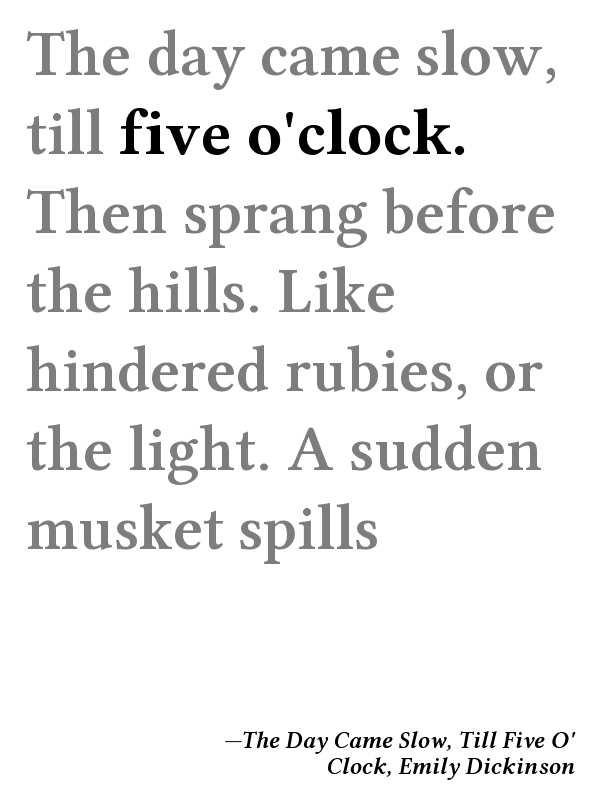 The day came slow,
till five o'clock.
Then sprang before
the hills. Like
hindered rubies, or
the light. A sudden
musket spills
—The Day Came Slow, Till Five O'
Clock, Emily Dickinson